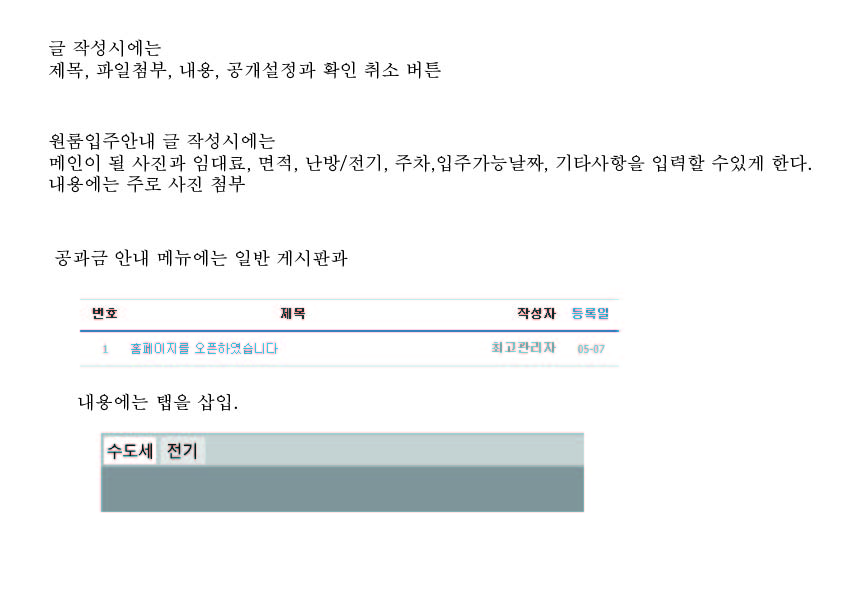 글 작성시에는
제목, 파일첨부, 내용, 공개설정과 확인 취소 버튼
원룸입주안내 글 작성시에는
메인이 될 사진과 임대료, 면적, 난방/전기, 주차,입주가능날짜, 기타사항을 입력할 수있게 한다.
내용에는 주로 사진 첨부
공과금 안내 메뉴에는 일반 게시판과
번호 제목 작성자 등록일
1 홈페이지를 오픈하였습니다 최고관리자 05-07
내용에는 탭을 삽입.
수도세 전기